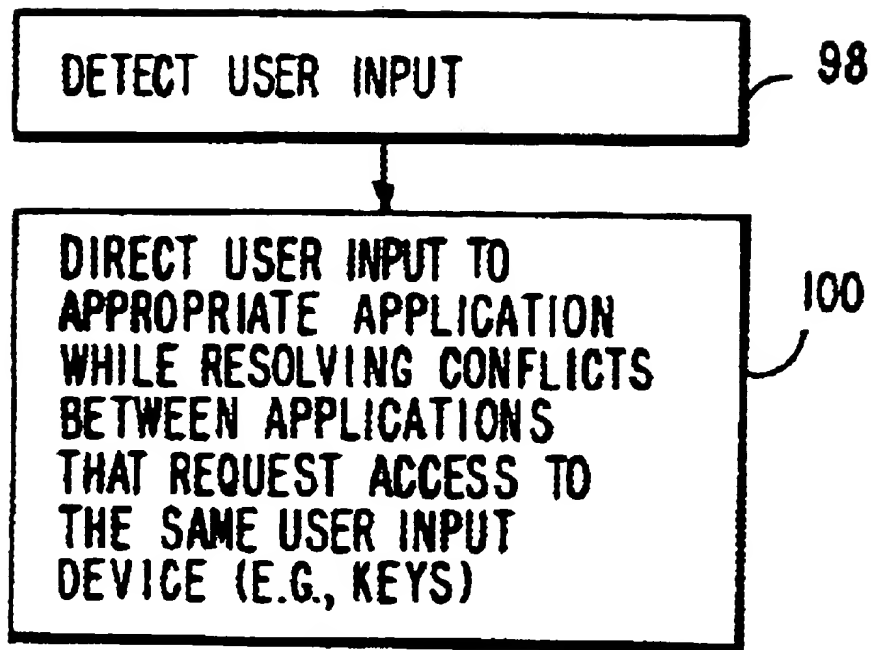 DETECT USER INPUT
98
DIRECT USER INPUT TO
APPROPRIATE APPLICATION
WHILE RESOLVING CONFLICTS
BETWEEN APPLICATIONS
THAT REQUEST ACCESS TO
THE SAME USER INPUT
DEVICE (E.G., KEYS)
100